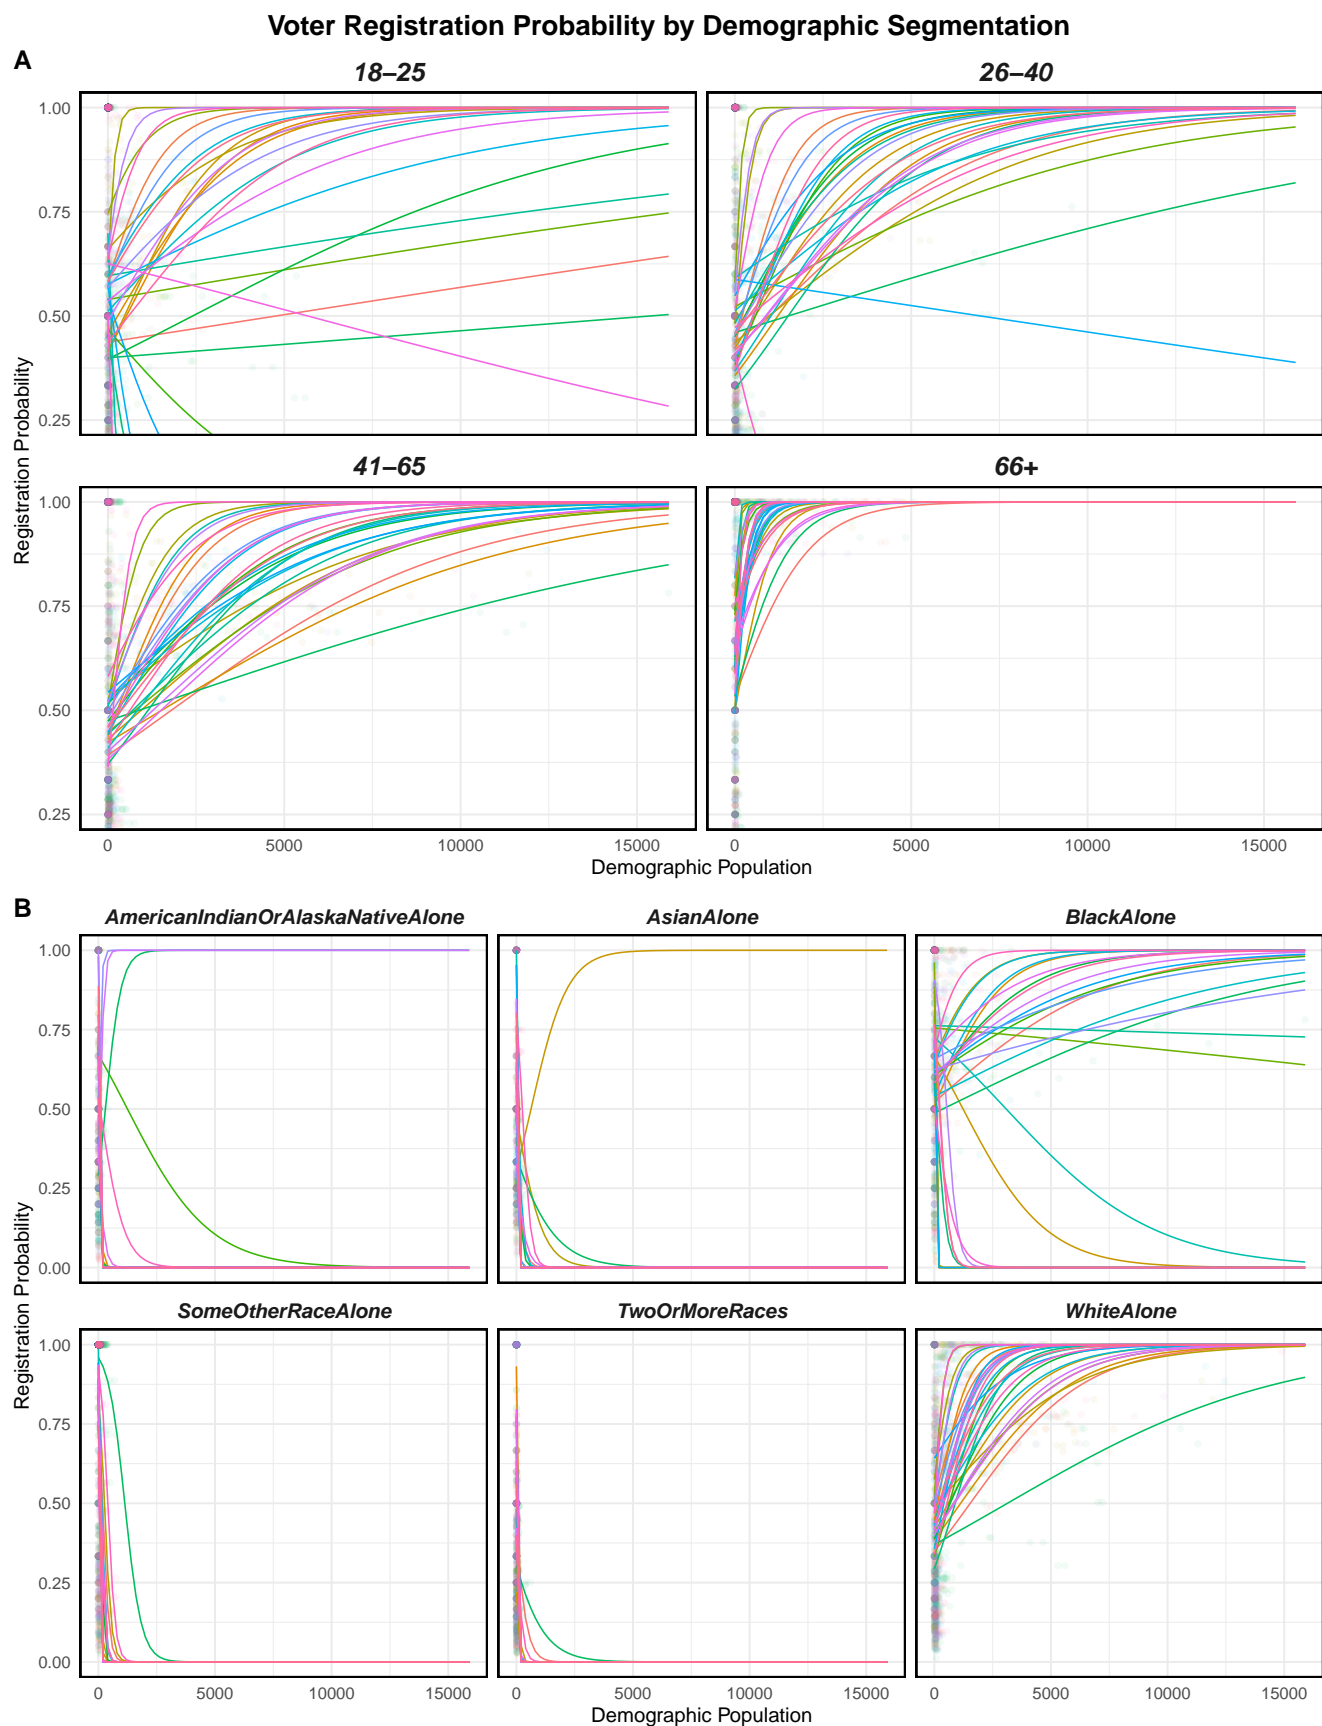 Voter Registration Probability by Demographic Segmentation
A
18–25
26–40
1.00
0.75
0.50
0.25
41–65
66+
1.00
0.75
0.50
0.25
Registration Probability
0 5000 10000 15000
0 5000 10000 15000
Demographic Population
B
AmericanIndianOrAlaskaNativeAlone
AsianAlone
BlackAlone
1.00
0.75
0.50
0.25
0.00
SomeOtherRaceAlone
TwoOrMoreRaces
WhiteAlone
1.00
0.75
0.50
0.25
0.00
Registration Probability
0 5000 10000 15000
0 5000 10000 15000
0 5000 10000 15000
Demographic Population